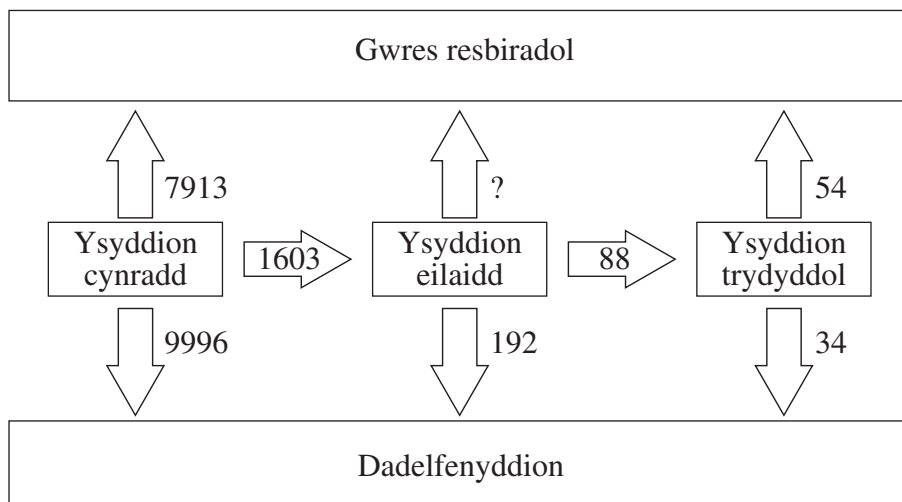 Gwres resbiradol
7913
?
54
Ysyddion
cynradd
1603
Ysyddion
eilaidd
88
Ysyddion
trydyddol
9996
192
34
Dadelfenyddion